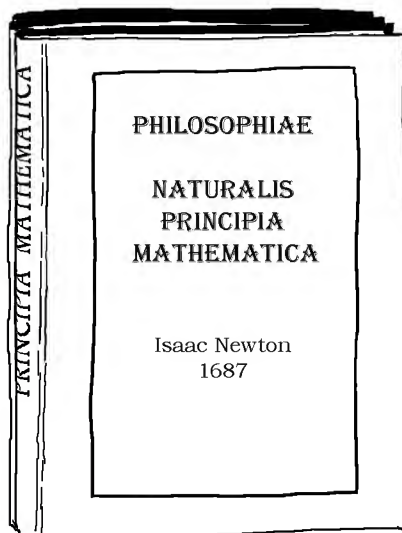 PRINCIPIA MATHEMATICA
PHILOSOPHIAE
NATURALIS
PRINCIPIA
MATHEMATICA
Isaac Newton
1687